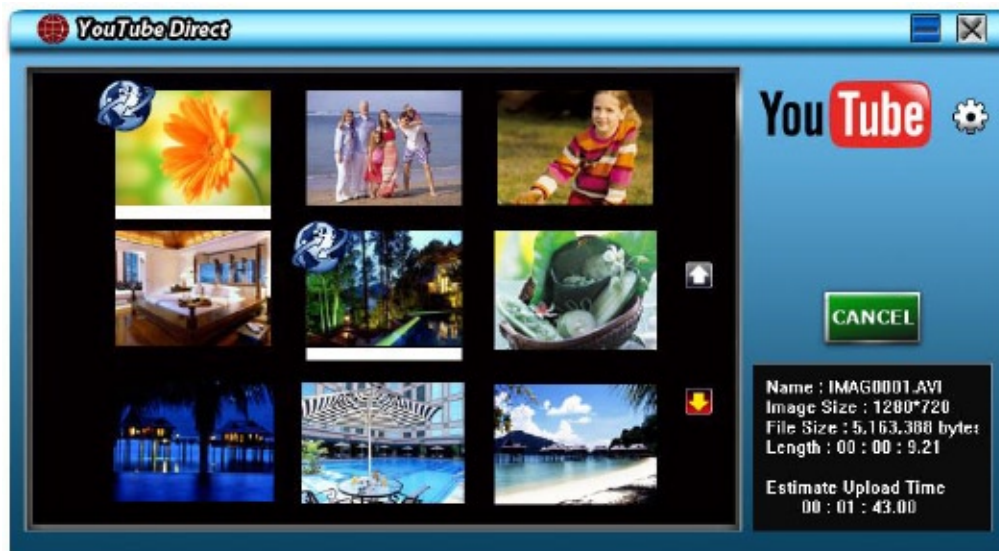 YouTube Direct
YouTube
CANCEL
Name : IMAG0001.AVI
Image Size : 1280*720
File Size : 5,163,388 bytes
Length : 00 : 00 : 9.21
Estimate Upload Time
00 : 01 : 43.00